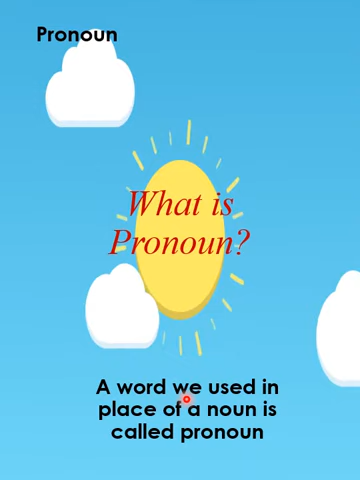 Pronoun
What is
Pronoun?
A word we used in
place of a noun is
called pronoun